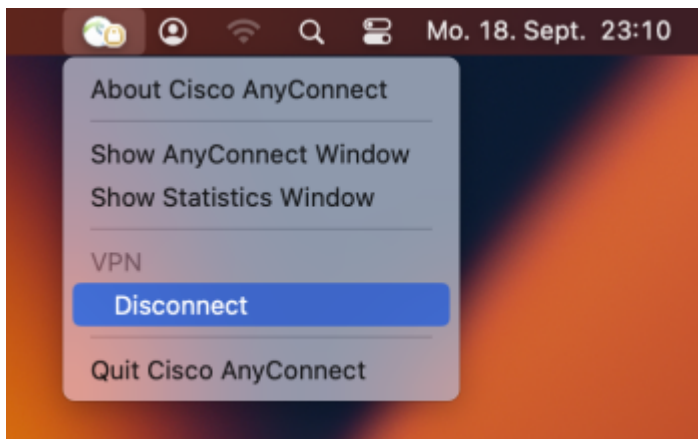 Mo. 18. Sept. 23:10
About Cisco AnyConnect
Show AnyConnect Window
Show Statistics Window
VPN
Disconnect
Quit Cisco AnyConnect